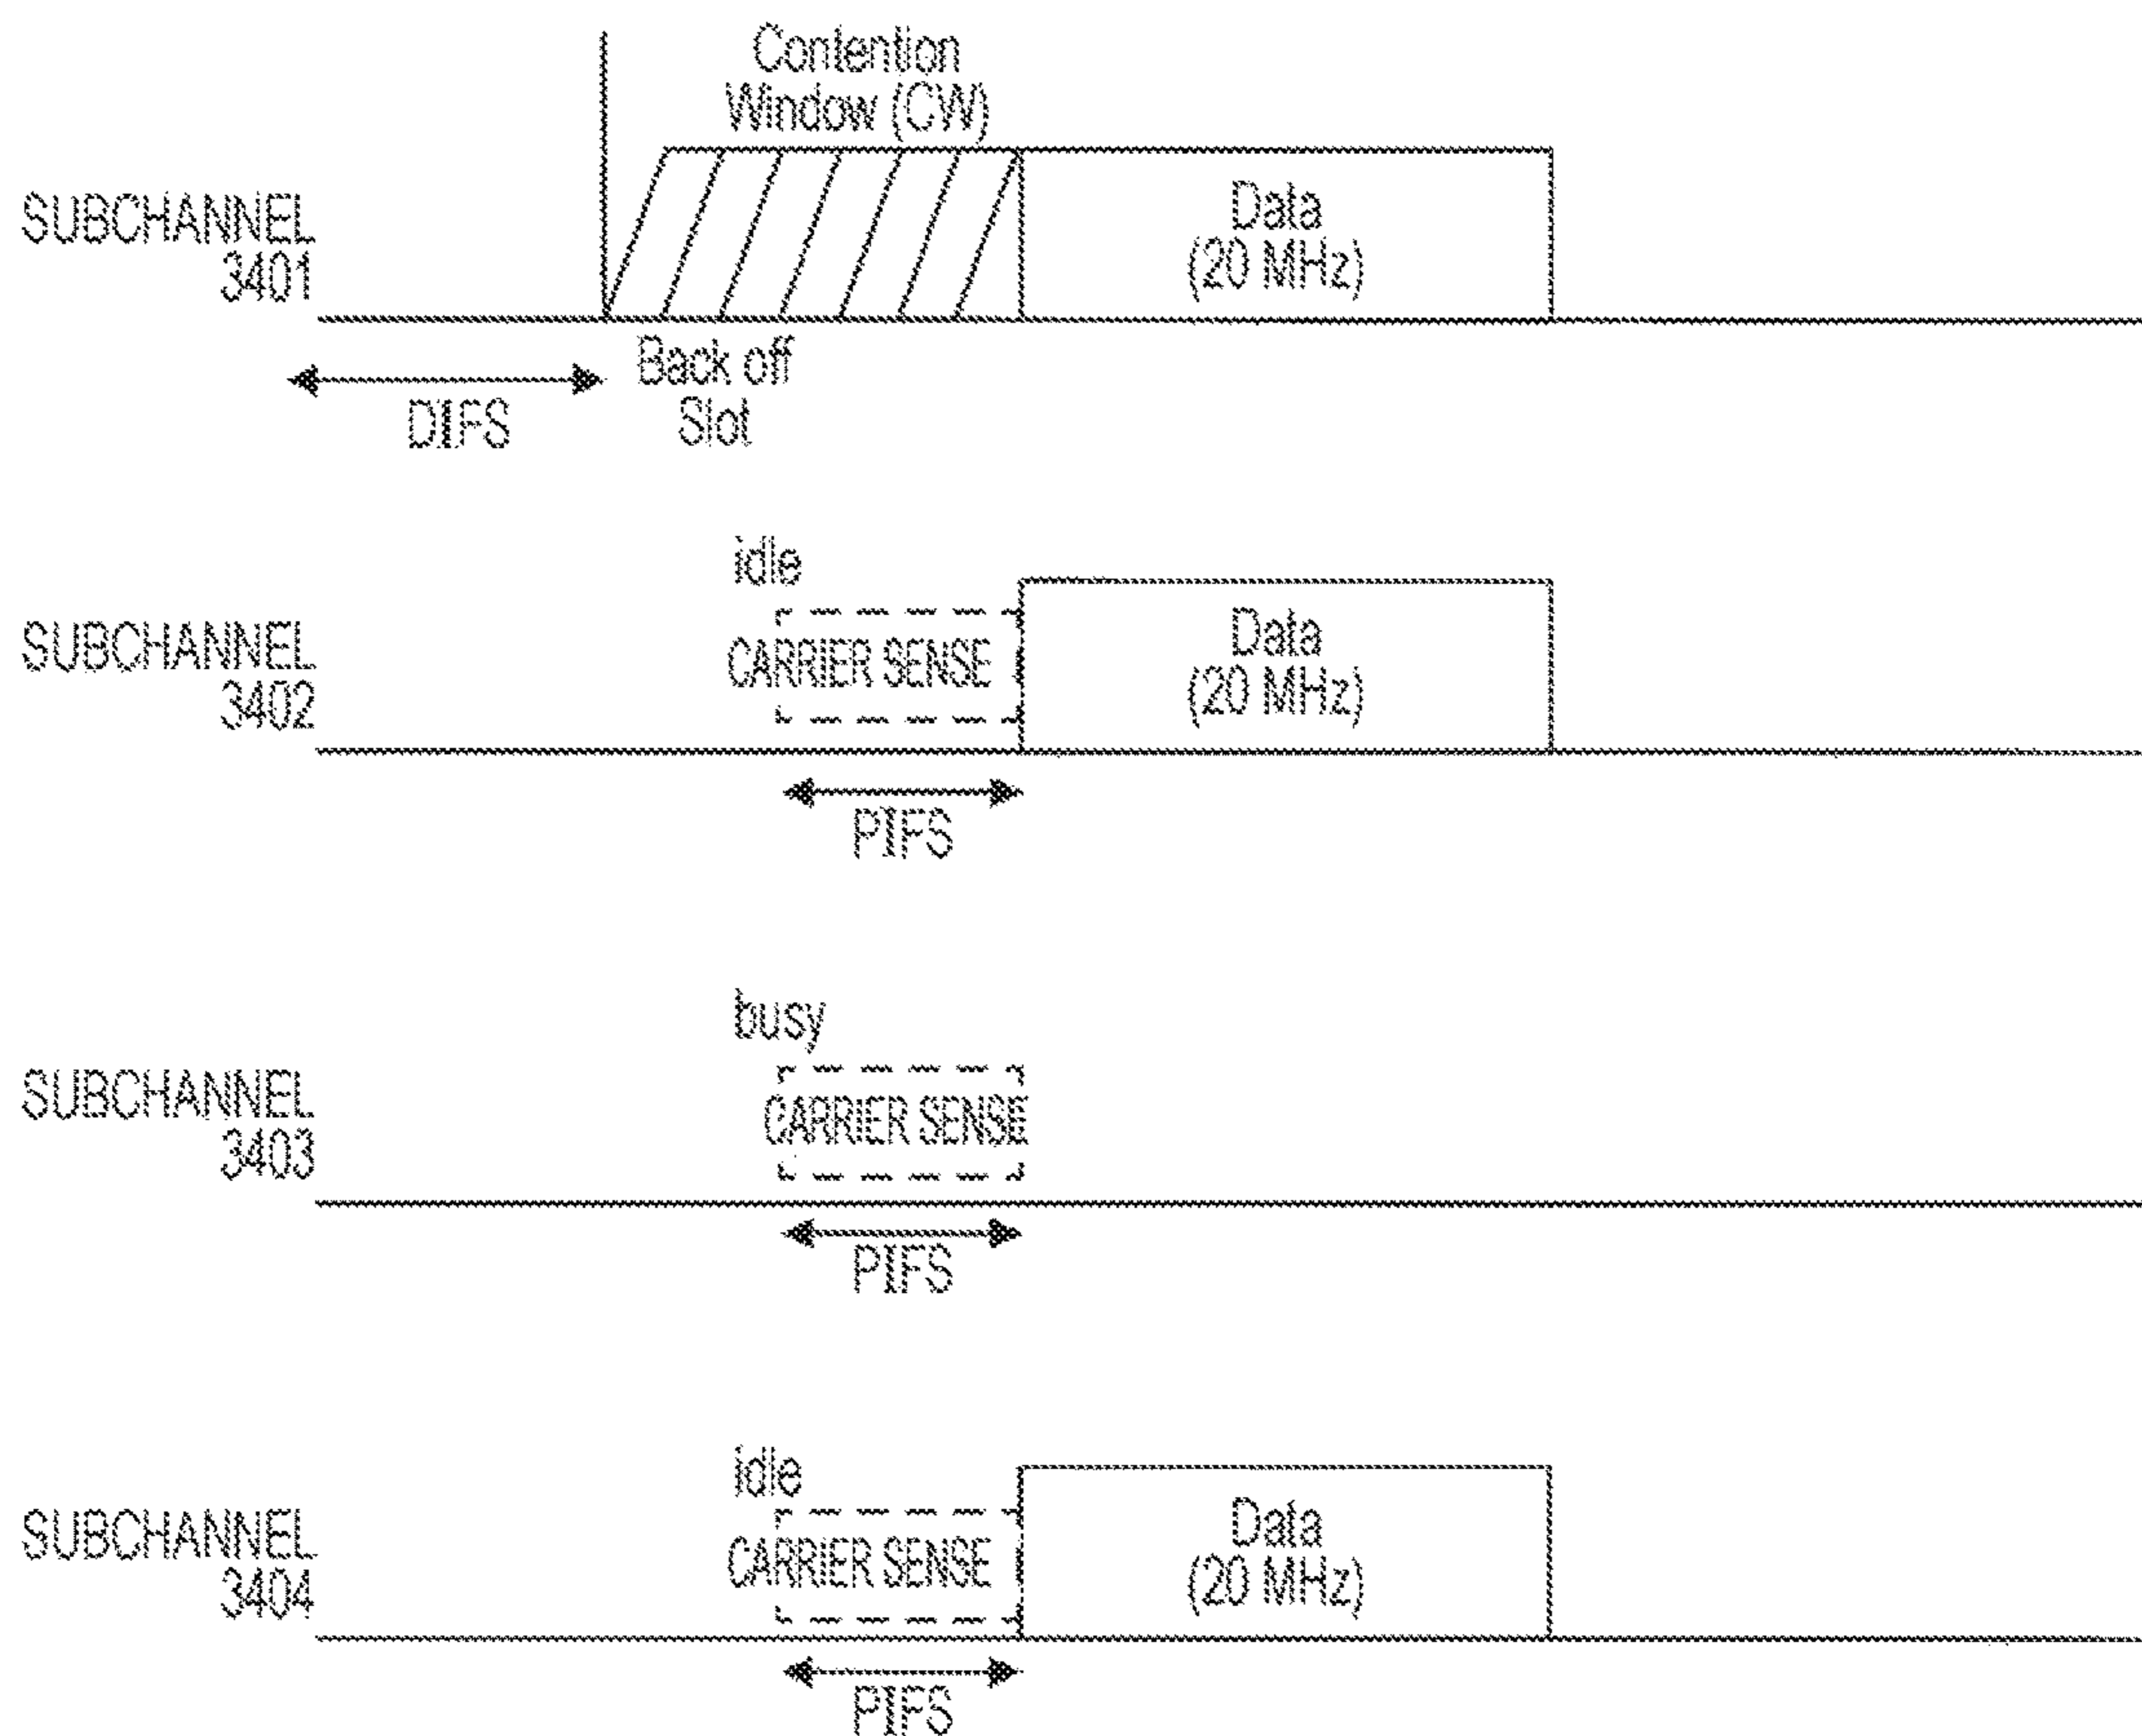 Contention
Window (CW)
SUBCHANNEL
3401
Data
(20 MHz)
DIFS
Back off
Slot
SUBCHANNEL
3402
idle
CARRIER SENSE
Data
(20 MHz)
PIFS
SUBCHANNEL
3403
busy
CARRIER SENSE
PIFS
SUBCHANNEL
3404
idle
CARRIER SENSE
Data
(20 MHz)
PIFS